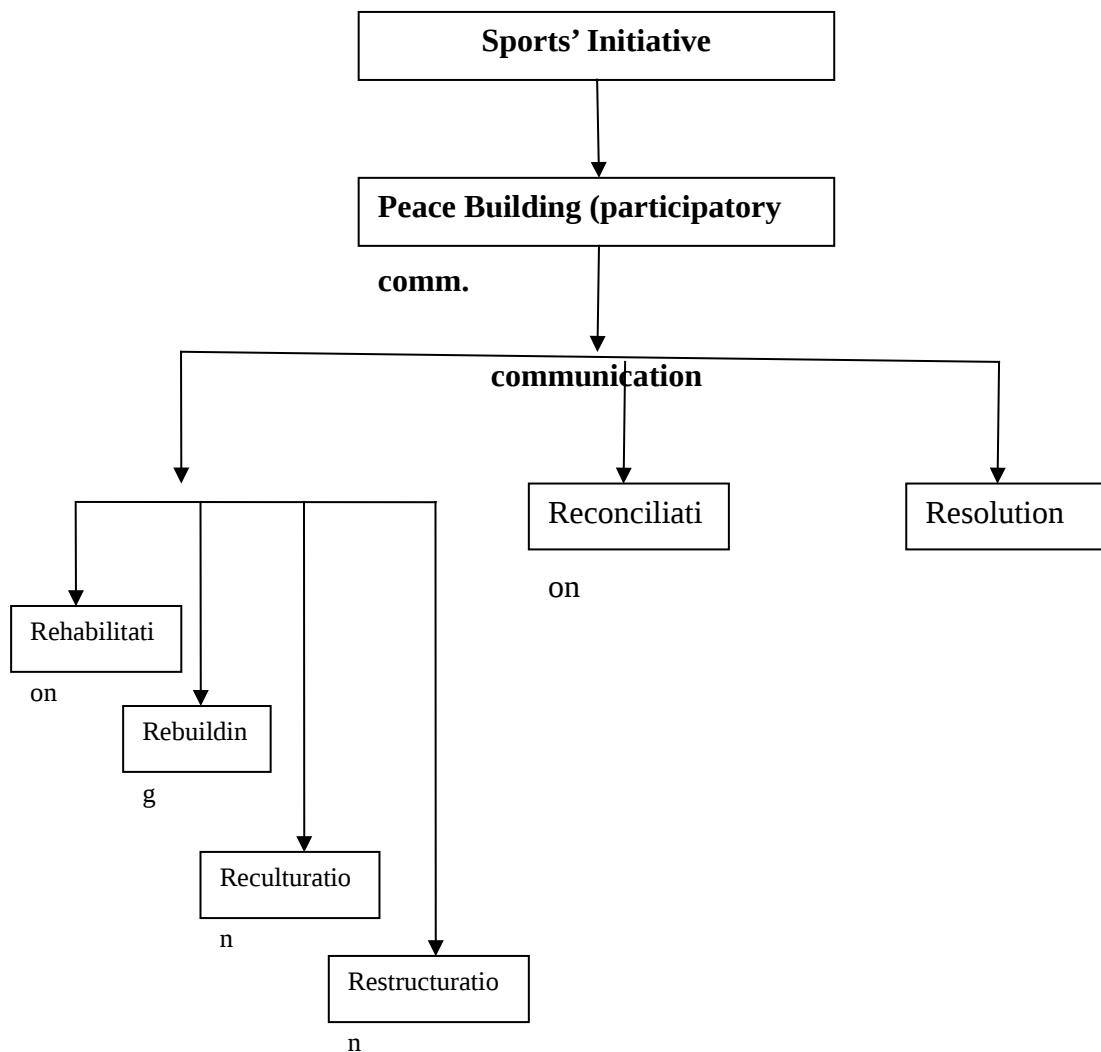 Sports’ Initiative
Peace Building (participatory
comm.
communication
Reconciliati
on
Resolution
Rehabilitati
on
Rebuildin
g
Reculturatio
n
Restructuratio
n